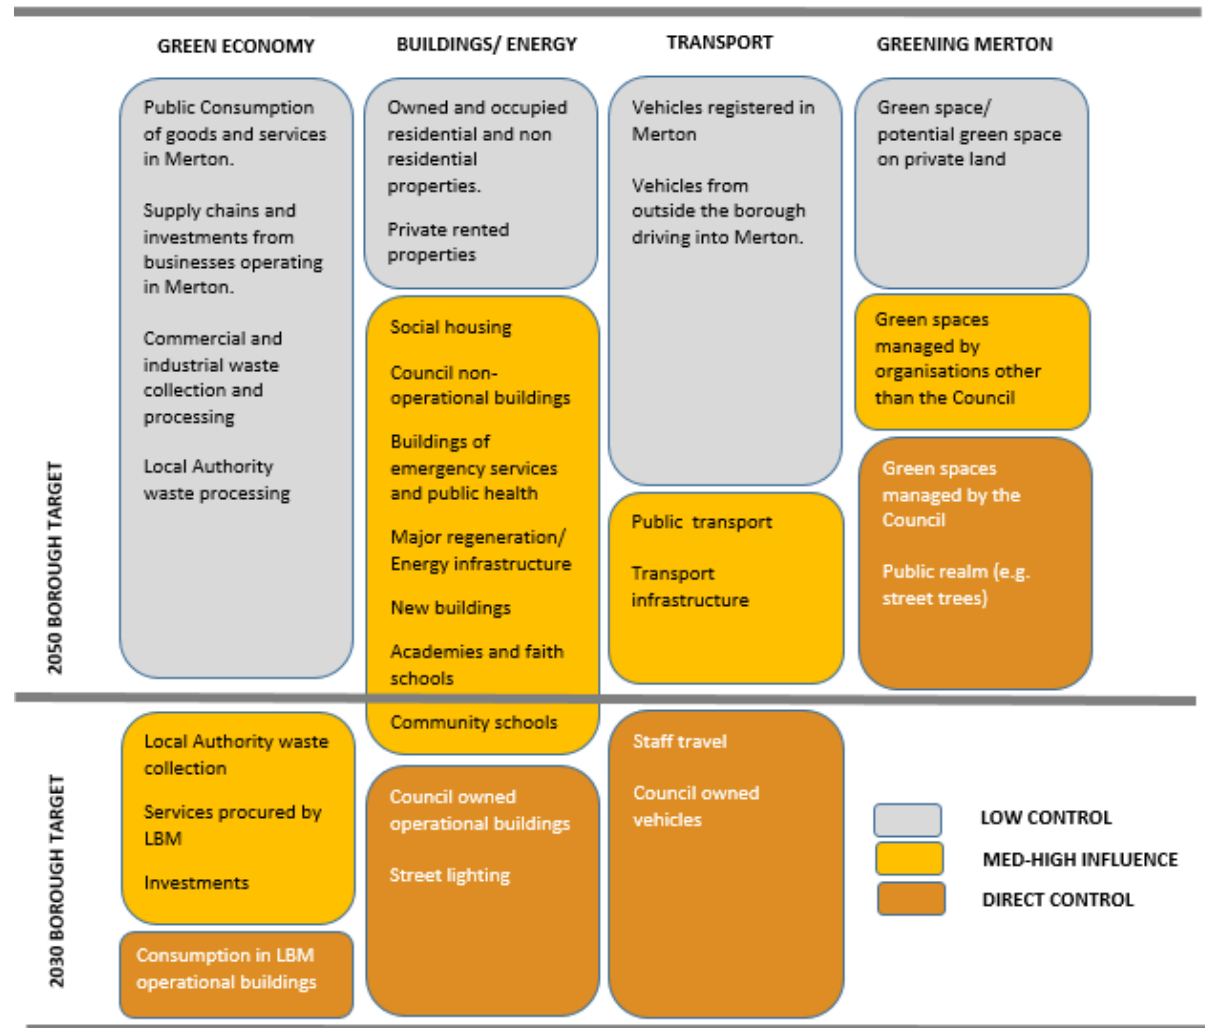 GREEN ECONOMY
BUILDINGS/ ENERGY
TRANSPORT
GREENING MERTON
2050 BOROUGH TARGET
Public Consumption
of goods and services
in Merton.
Supply chains and
investments from
businesses operating
in Merton.
Commercial and
industrial waste
collection and
processing
Local Authority
waste processing
Owned and occupied
residential and non
residential
properties.
Private rented
properties
Social housing
Council non-
operational buildings
Buildings of
emergency services
and public health
Major regeneration/
Energy infrastructure
New buildings
Academies and faith
schools
Community schools
Vehicles registered in
Merton
Vehicles from
outside the borough
driving into Merton.
Public transport
Transport
infrastructure
Green space/
potential green space
on private land
Green spaces
managed by
organisations other
than the Council
Green spaces
managed by the
Council
Public realm (e.g.
street trees)
2030 BOROUGH TARGET
Local Authority waste
collection
Services procured by
LBM
Investments
Consumption in LBM
operational buildings
Council owned
operational buildings
Street lighting
Staff travel
Council owned
vehicles
LOW CONTROL
MED-HIGH INFLUENCE
DIRECT CONTROL